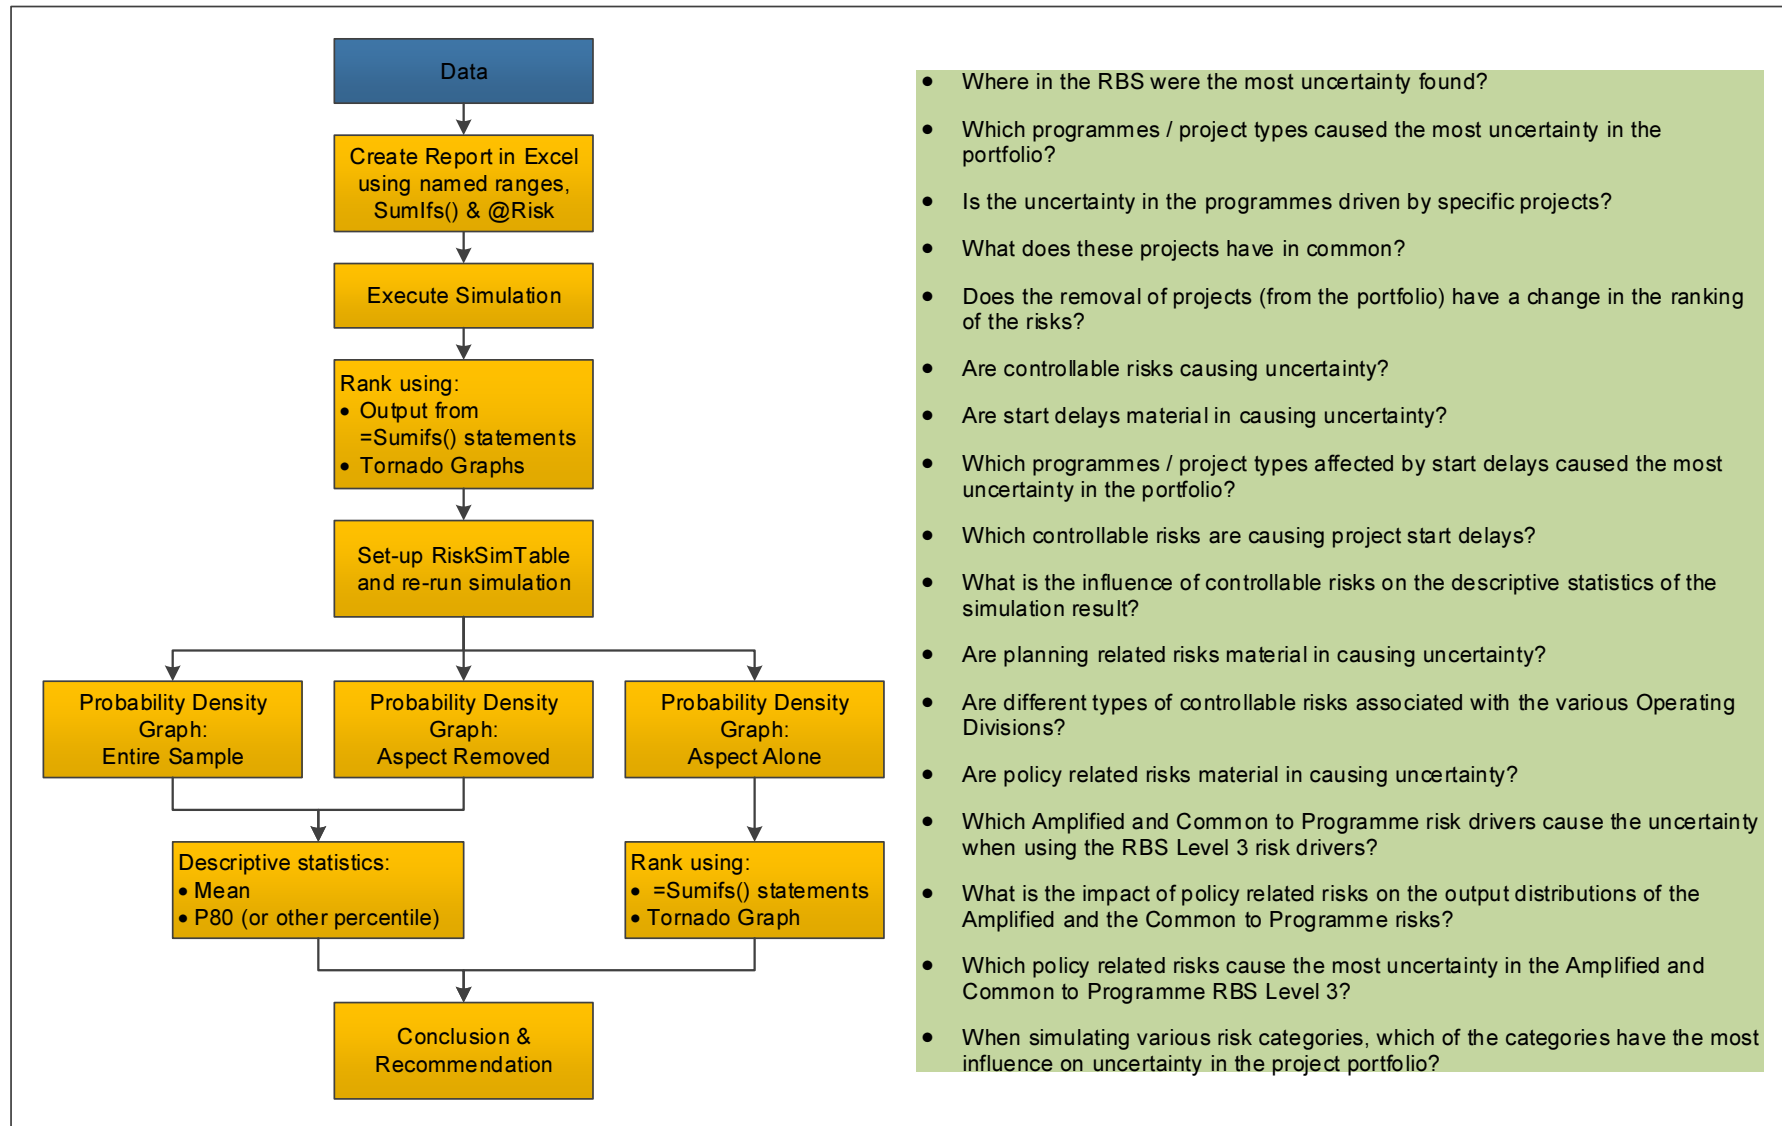 Data
Create Report in Excel
using named ranges,
SumIfs() & @Risk
Execute Simulation
Rank using:
• Output from
=Sumifs() statements
• Tornado Graphs
Set-up RiskSimTable
and re-run simulation
Probability Density
Graph:
Entire Sample
Probability Density
Graph:
Aspect Removed
Probability Density
Graph:
Aspect Alone
Descriptive statistics:
• Mean
• P80 (or other percentile)
Rank using:
• =Sumifs() statements
• Tornado Graph
Conclusion &
Recommendation
• Where in the RBS were the most uncertainty found?
• Which programmes / project types caused the most uncertainty in the
portfolio?
• Is the uncertainty in the programmes driven by specific projects?
• What does these projects have in common?
• Does the removal of projects (from the portfolio) have a change in the ranking
of the risks?
• Are controllable risks causing uncertainty?
• Are start delays material in causing uncertainty?
• Which programmes / project types affected by start delays caused the most
uncertainty in the portfolio?
• Which controllable risks are causing project start delays?
• What is the influence of controllable risks on the descriptive statistics of the
simulation result?
• Are planning related risks material in causing uncertainty?
• Are different types of controllable risks associated with the various Operating
Divisions?
• Are policy related risks material in causing uncertainty?
• Which Amplified and Common to Programme risk drivers cause the uncertainty
when using the RBS Level 3 risk drivers?
• What is the impact of policy related risks on the output distributions of the
Amplified and the Common to Programme risks?
• Which policy related risks cause the most uncertainty in the Amplified and
Common to Programme RBS Level 3?
• When simulating various risk categories, which of the categories have the most
influence on uncertainty in the project portfolio?